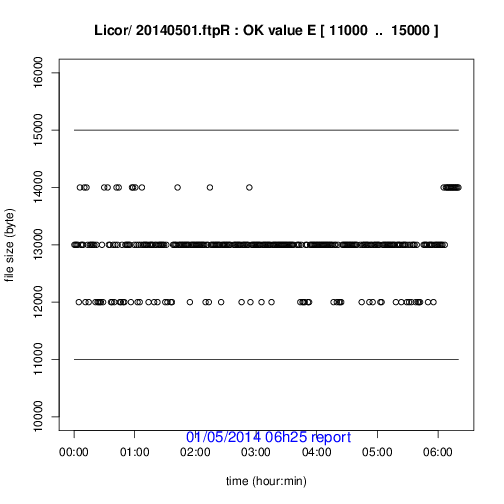 Licor/ 20140501.ftpR : OK value E [ 11000 .. 15000 ]
file size (byte)
16000
15000
14000
13000
12000
11000
10000
01/05/2014 06h25 report
00:00 01:00 02:00 03:00 04:00 05:00 06:00
time (hour:min)